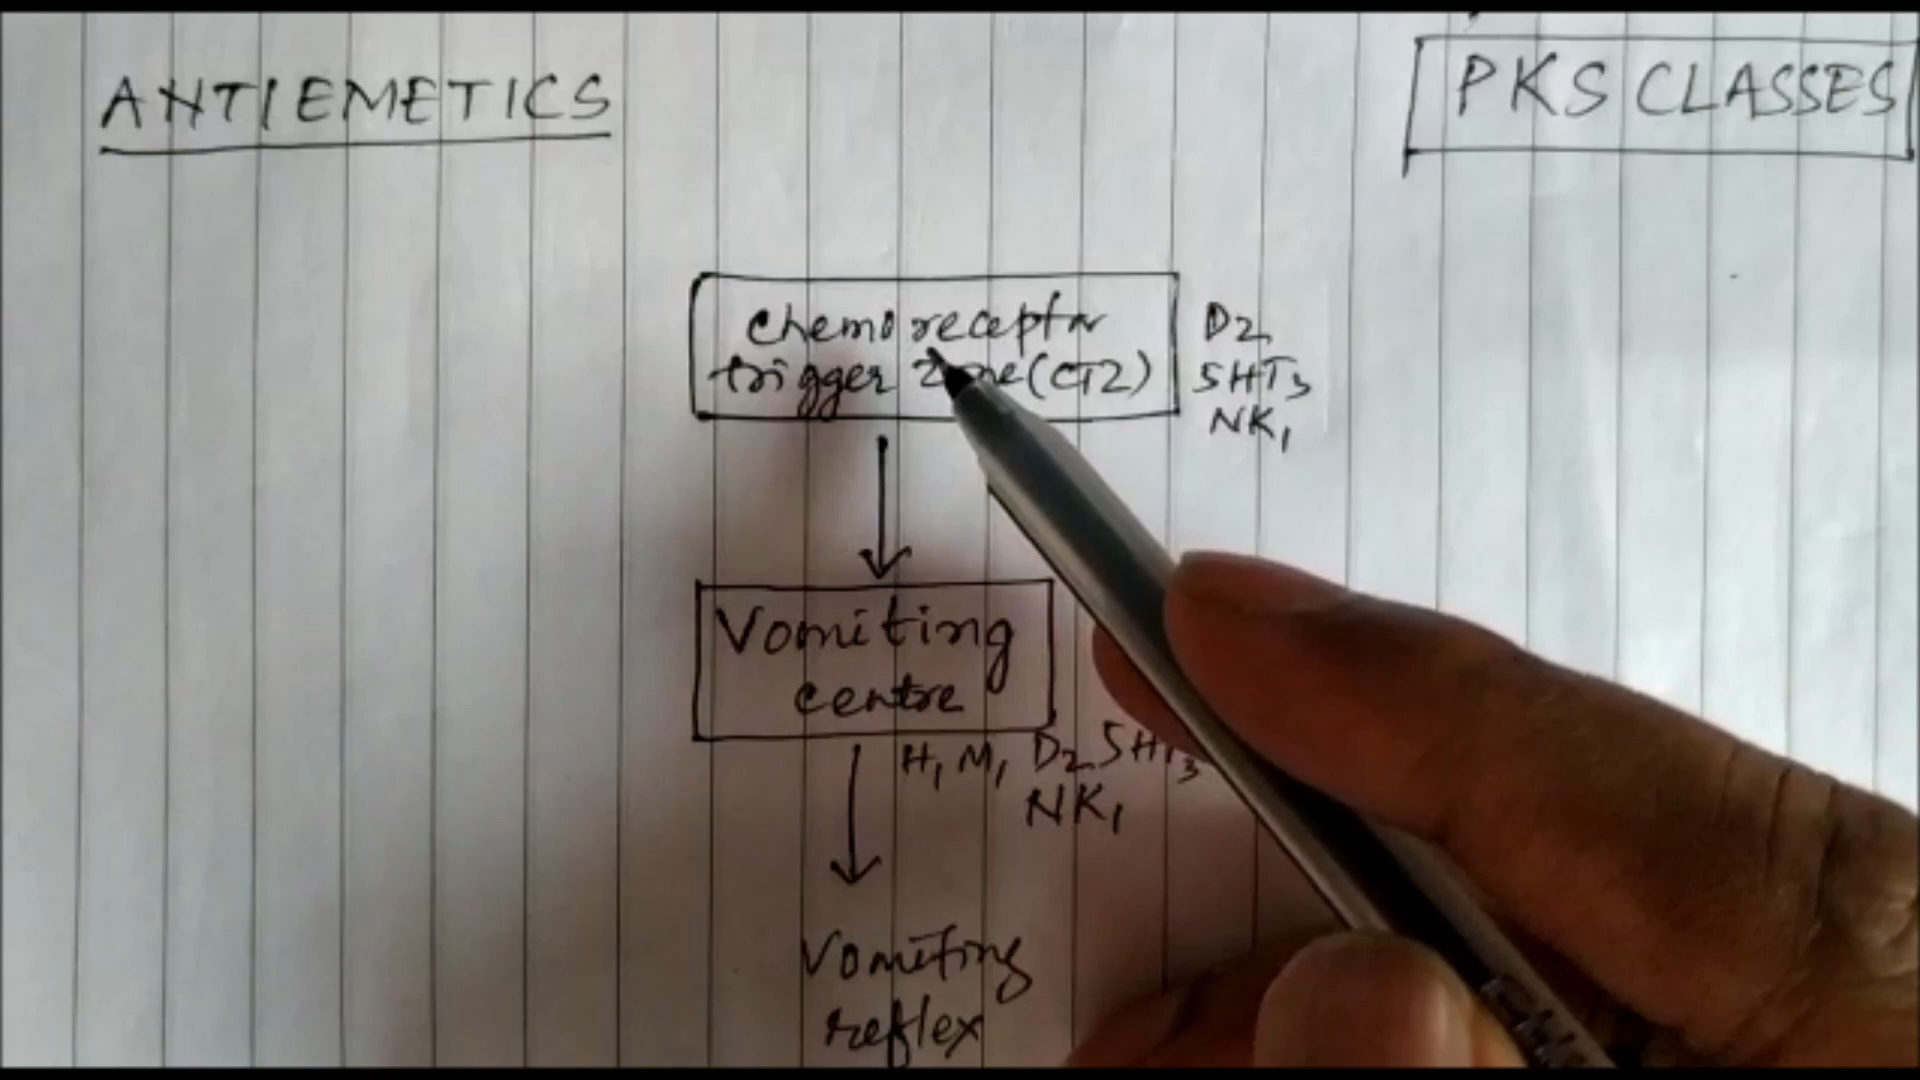 ANTIEMETICS
PKS CLASSES
Chemoreceptor
trigger Zone (CTZ)
D2
5HT3
NK1
Vomiting
centre
H1 M1 D2 5HT3
NK1
Vomiting
reflex